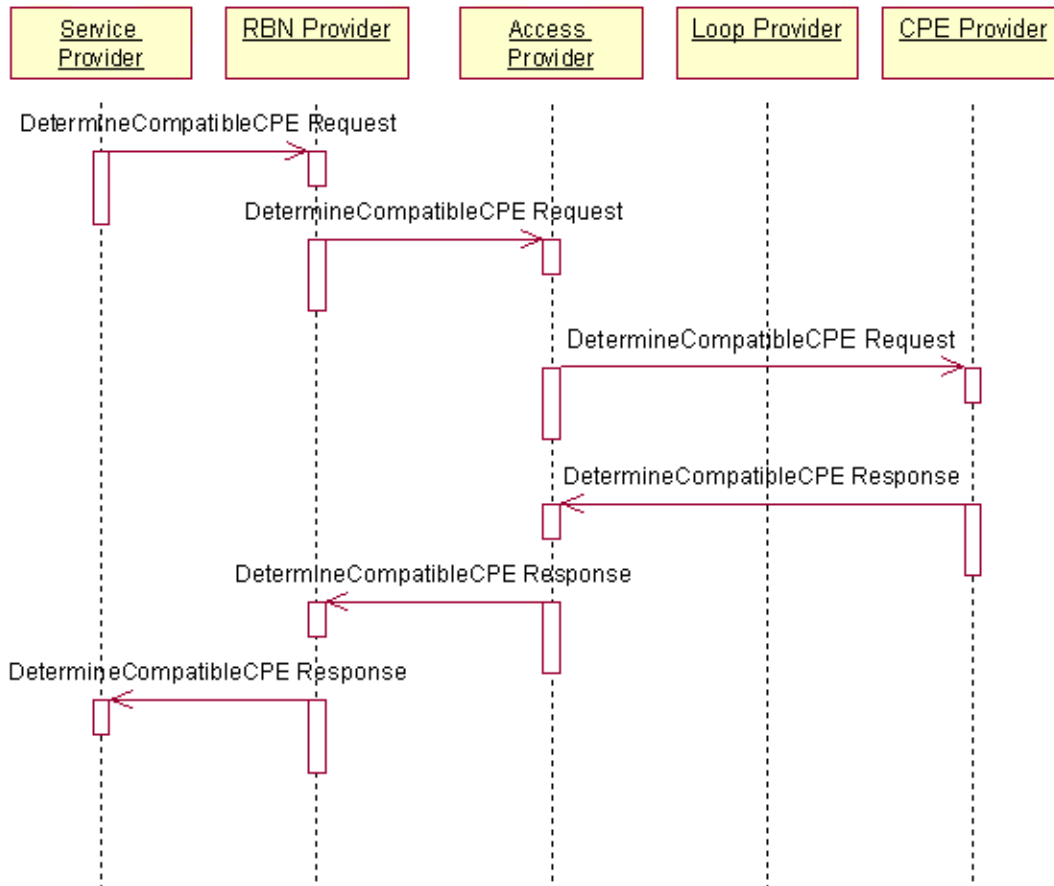 Service
Provider
RBN Provider
Access
Provider
Loop Provider
CPE Provider
DetermineCompatibleCPE Request
DetermineCompatibleCPE Request
DetermineCompatibleCPE Request
DetermineCompatibleCPE Response
DetermineCompatibleCPE Response
DetermineCompatibleCPE Response